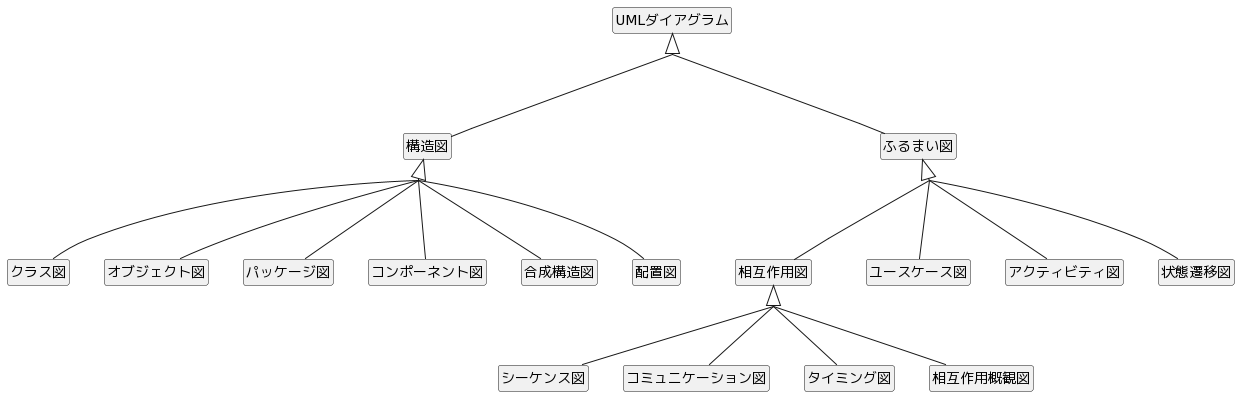 UMLダイアグラム
構造図
ふるまい図
クラス図
オブジェクト図
パッケージ図
コンポーネント図
合成構造図
配置図
相互作用図
ユースケース図
アクティビティ図
状態遷移図
シーケンス図
コミュニケーション図
タイミング図
相互作用概観図